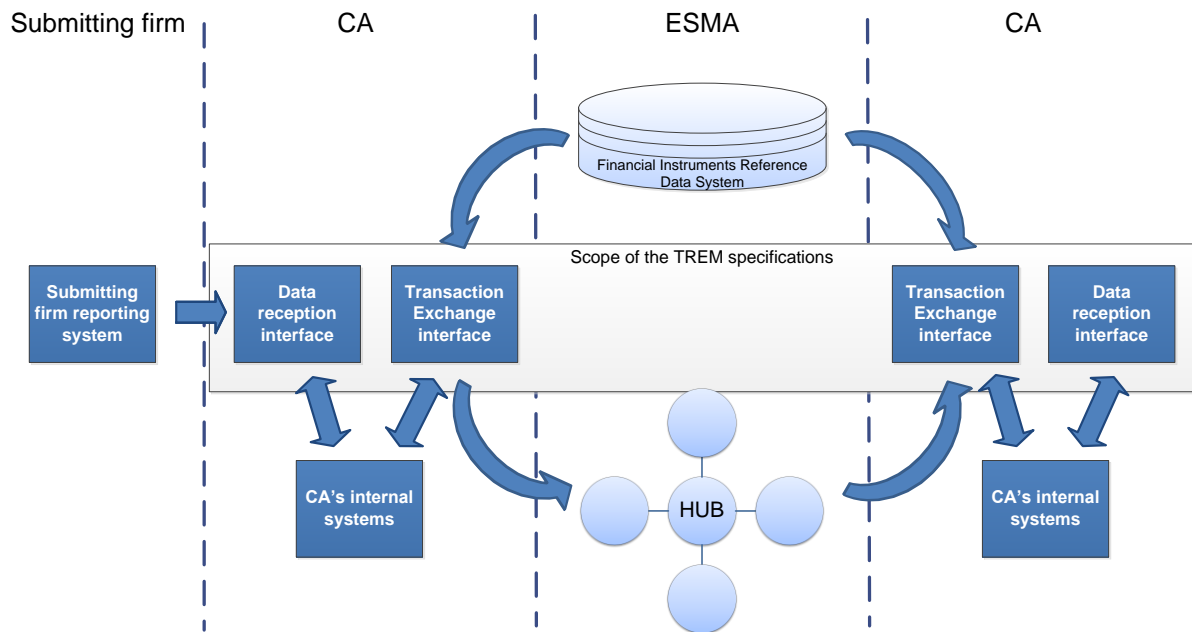 Submitting firm
CA
ESMA
CA
Financial Instruments Reference
Data System
Scope of the TREM specifications
Submitting
firm reporting
system
Data
reception
interface
Transaction
Exchange
interface
Transaction
Exchange
interface
Data
reception
interface
CA's internal
systems
HUB
CA's internal
systems